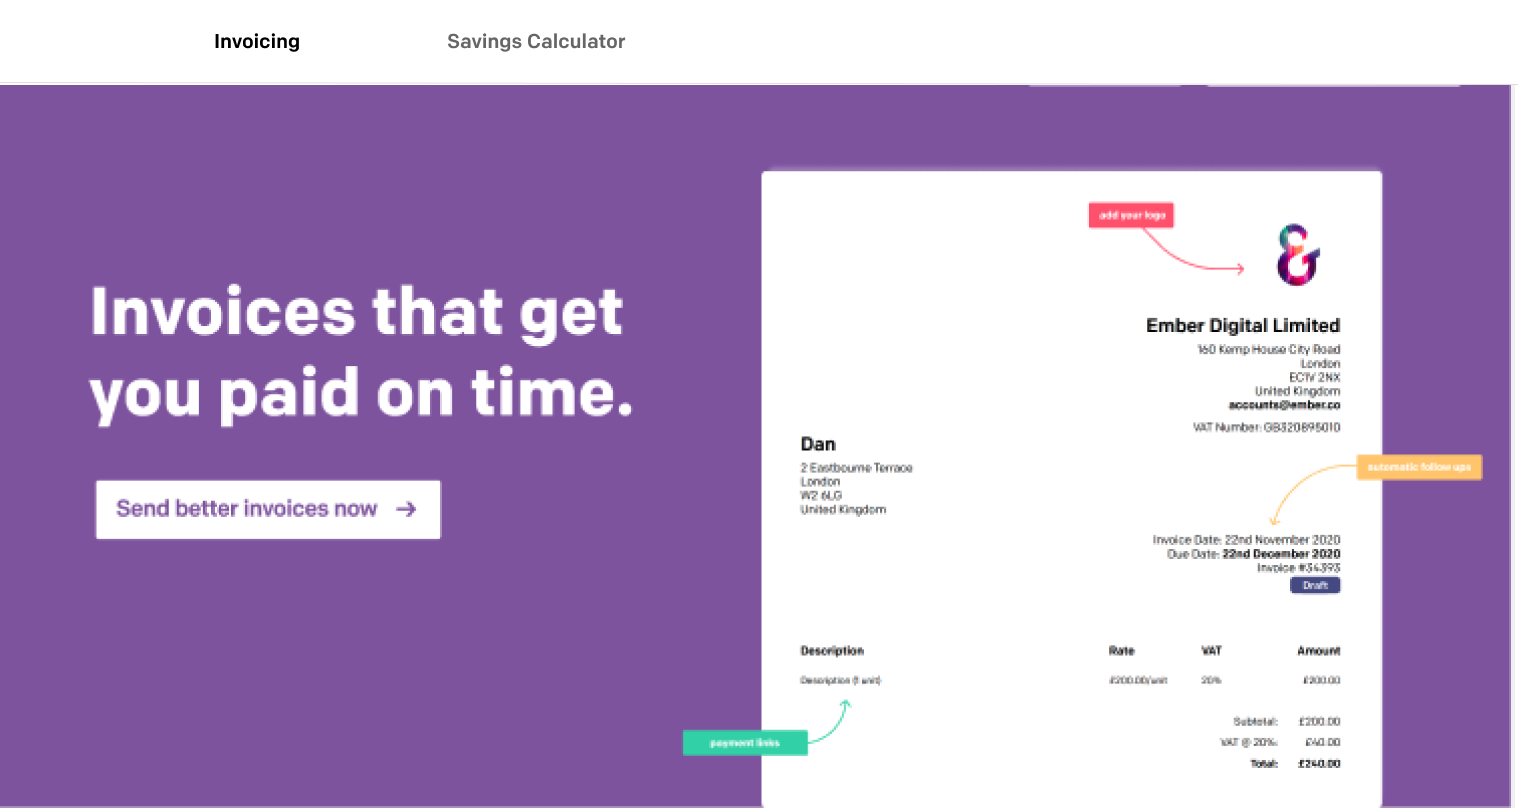 Invoicing
Savings Calculator
Invoices that get
you paid on time.
Send better invoices now →
add your logo
&
Ember Digital Limited
160 Kemp House City Road
London
EC1V 2NX
United Kingdom
accounts@ember.co
VAT Number: GB320895010
Dan
2 Eastbourne Terrace
London
W2 6LG
United Kingdom
automatic follow ups
Invoice Date: 22nd November 2020
Due Date: 22nd December 2020
Invoice #34393
Draft
Description Rate VAT Amount
Description (1 unit) £200.00/unit 20% £200.00
payment links
Subtotal: £200.00
VAT @ 20%: £40.00
Total: £240.00